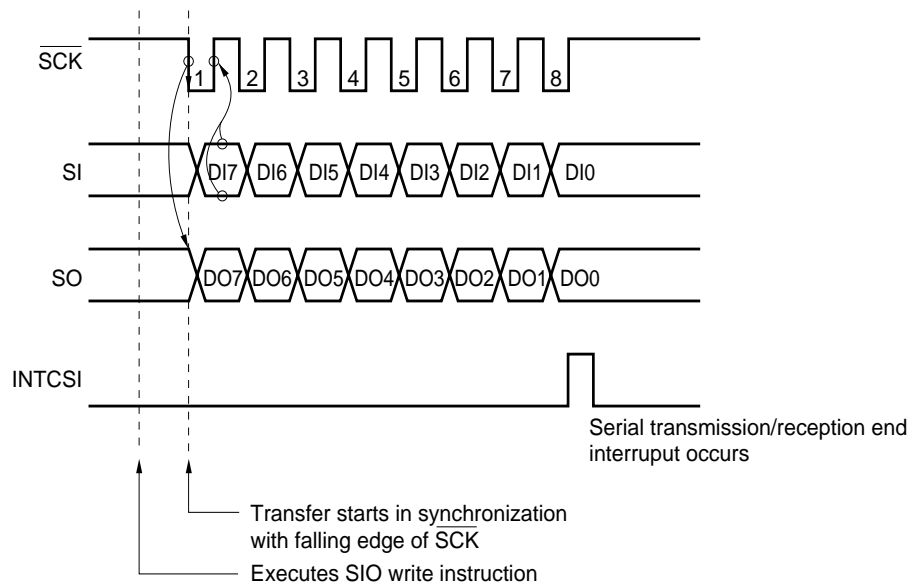 SCK
1 2 3 4 5 6 7 8
SI
DI7 DI6 DI5 DI4 DI3 DI2 DI1 DI0
SO
DO7 DO6 DO5 DO4 DO3 DO2 DO1 DO0
INTCSI
Serial transmission/reception end
interruput occurs
Transfer starts in synchronization
with falling edge of SCK
Executes SIO write instruction